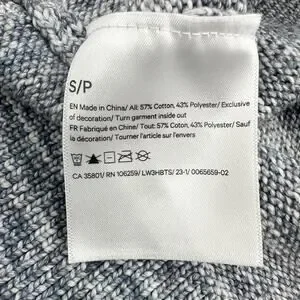 S/P
EN Made in China/ All: 57% Cotton, 43% Polyester/ Exclusive
of decoration/ Turn garment inside out
FR Fabriqué en Chine/ Tout: 57% Cotton, 43% Polyester/ Sauf
la décoration/ Tourner l'article sur l'envers
CA 35801/ RN 106259/ LW3HBTS/ 23-1/ 0065659-02